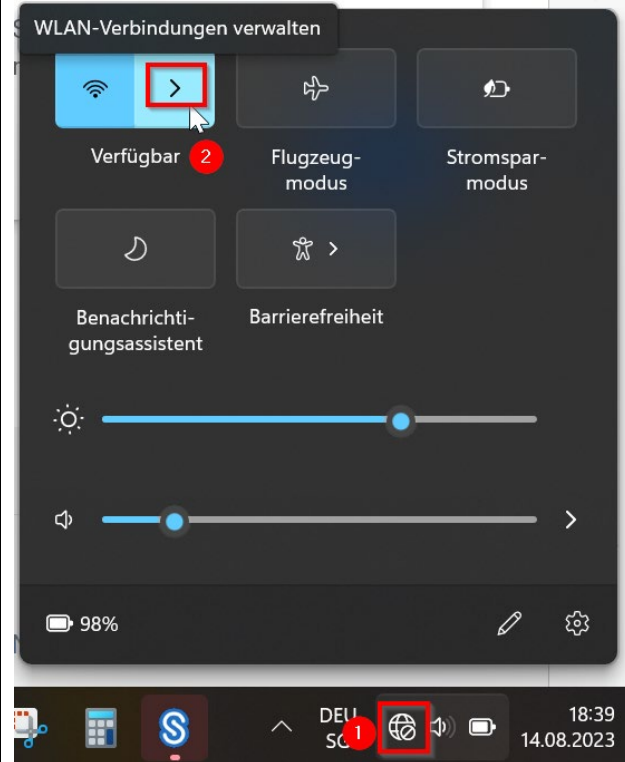 WLAN-Verbindungen verwalten
Verfügbar
2
Flugzeug-
modus
Stromspar-
modus
Benachrichti-
gungsassistent
Barrierefreiheit
98%
DEU
1
18:39
14.08.2023